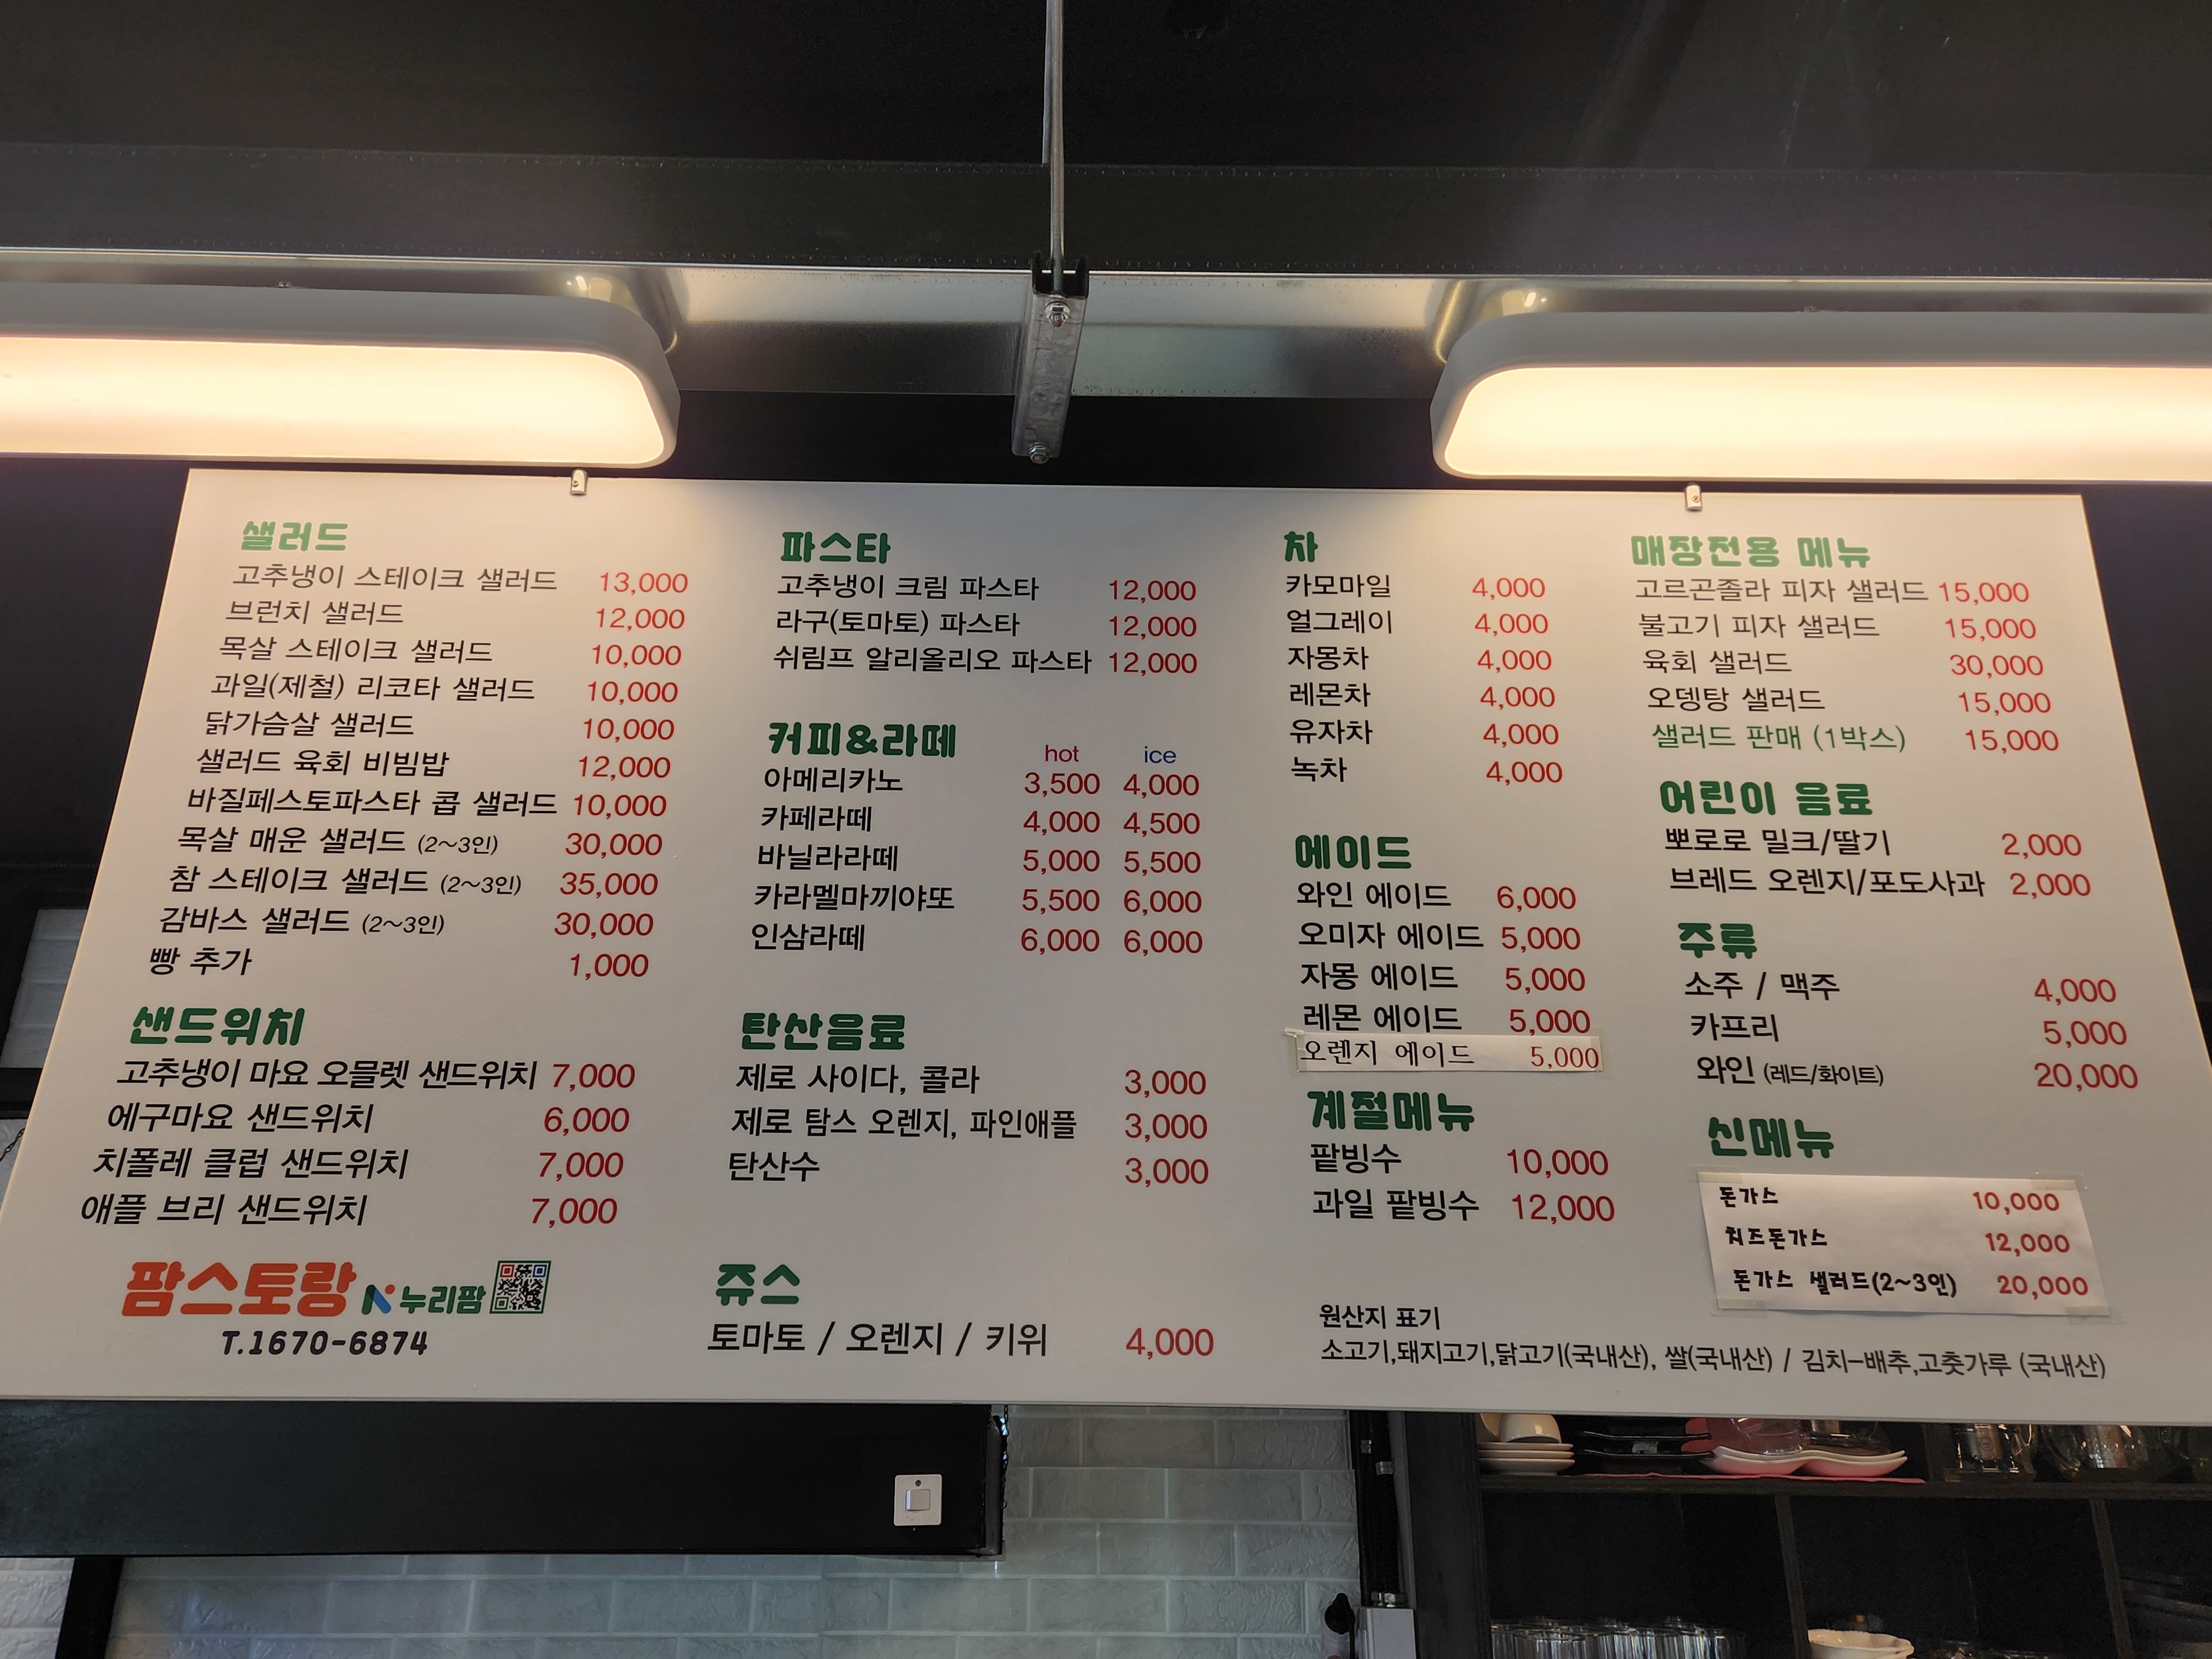 샐러드
고추냉이 스테이크 샐러드 13,000
브런치 샐러드 12,000
목살 스테이크 샐러드 10,000
과일(제철) 리코타 샐러드 10,000
닭가슴살 샐러드 10,000
샐러드 육회 비빔밥 12,000
바질페스토파스타 콥 샐러드 10,000
목살 매운 샐러드 (2~3인) 30,000
참 스테이크 샐러드 (2~3인) 35,000
감바스 샐러드 (2~3인) 30,000
빵 추가 1,000
샌드위치
고추냉이 마요 오믈렛 샌드위치 7,000
에구마요 샌드위치 6,000
치폴레 클럽 샌드위치 7,000
애플 브리 샌드위치 7,000
팜스토랑 누리팜
T.1670-6874
파스타
고추냉이 크림 파스타 12,000
라구(토마토) 파스타 12,000
쉬림프 알리올리오 파스타 12,000
커피&라떼 hot ice
아메리카노 3,500 4,000
카페라떼 4,000 4,500
바닐라라떼 5,000 5,500
카라멜마끼야또 5,500 6,000
인삼라떼 6,000 6,000
탄산음료
제로 사이다, 콜라 3,000
제로 탐스 오렌지, 파인애플 3,000
탄산수 3,000
쥬스
토마토 / 오렌지 / 키위 4,000
차
카모마일 4,000
얼그레이 4,000
자몽차 4,000
레몬차 4,000
유자차 4,000
녹차 4,000
에이드
와인 에이드 6,000
오미자 에이드 5,000
자몽 에이드 5,000
레몬 에이드 5,000
오렌지 에이드 5,000
계절메뉴
팥빙수 10,000
과일 팥빙수 12,000
매장전용 메뉴
고르곤졸라 피자 샐러드 15,000
불고기 피자 샐러드 15,000
육회 샐러드 30,000
오뎅탕 샐러드 15,000
샐러드 판매 (1박스) 15,000
어린이 음료
뽀로로 밀크/딸기 2,000
브레드 오렌지/포도사과 2,000
주류
소주 / 맥주 4,000
카프리 5,000
와인 (레드/화이트) 20,000
신메뉴
돈가스 10,000
치즈돈가스 12,000
돈가스 샐러드(2~3인) 20,000
원산지 표기
소고기,돼지고기,닭고기(국내산), 쌀(국내산) / 김치-배추,고춧가루 (국내산)